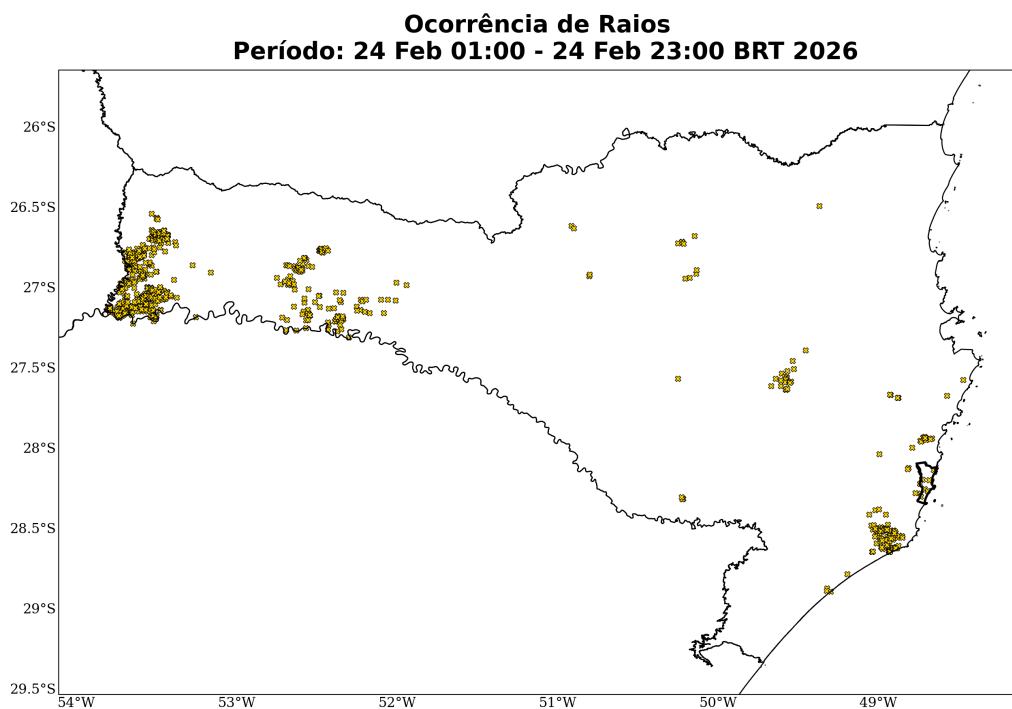 Ocorrência de Raios
Período: 24 Feb 01:00 - 24 Feb 23:00 BRT 2026
26°S
26.5°S
27°S
27.5°S
28°S
28.5°S
29°S
29.5°S
54°W 53°W 52°W 51°W 50°W 49°W